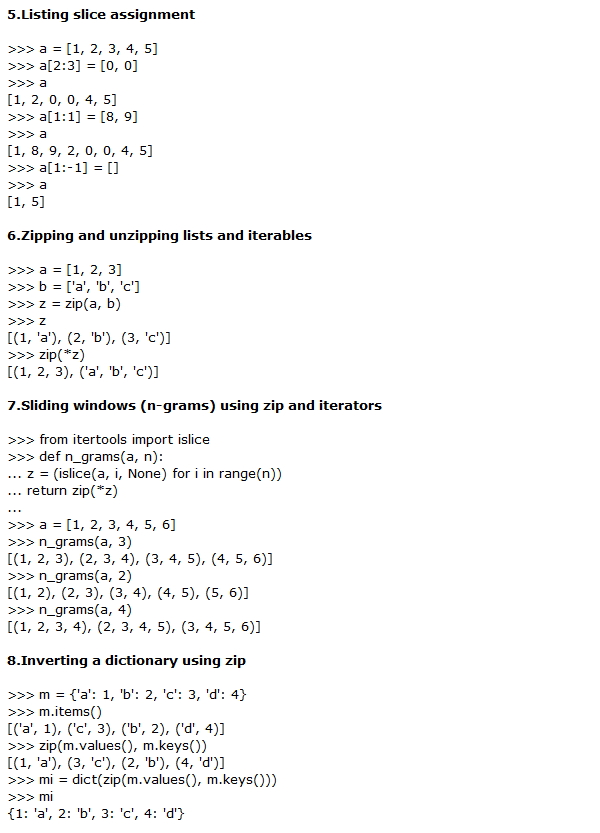 5.Listing slice assignment
>>> a = [1, 2, 3, 4, 5]
>>> a[2:3] = [0, 0]
>>> a
[1, 2, 0, 0, 4, 5]
>>> a[1:1] = [8, 9]
>>> a
[1, 8, 9, 2, 0, 0, 4, 5]
>>> a[1:-1] = []
>>> a
[1, 5]
6.Zipping and unzipping lists and iterables
>>> a = [1, 2, 3]
>>> b = ['a', 'b', 'c']
>>> z = zip(a, b)
>>> z
[(1, 'a'), (2, 'b'), (3, 'c')]
>>> zip(*z)
[(1, 2, 3), ('a', 'b', 'c')]
7.Sliding windows (n-grams) using zip and iterators
>>> from itertools import islice
>>> def n_grams(a, n):
... z = (islice(a, i, None) for i in range(n))
... return zip(*z)
...
>>> a = [1, 2, 3, 4, 5, 6]
>>> n_grams(a, 3)
[(1, 2, 3), (2, 3, 4), (3, 4, 5), (4, 5, 6)]
>>> n_grams(a, 2)
[(1, 2), (2, 3), (3, 4), (4, 5), (5, 6)]
>>> n_grams(a, 4)
[(1, 2, 3, 4), (2, 3, 4, 5), (3, 4, 5, 6)]
8.Inverting a dictionary using zip
>>> m = {'a': 1, 'b': 2, 'c': 3, 'd': 4}
>>> m.items()
[('a', 1), ('c', 3), ('b', 2), ('d', 4)]
>>> zip(m.values(), m.keys())
[(1, 'a'), (3, 'c'), (2, 'b'), (4, 'd')]
>>> mi = dict(zip(m.values(), m.keys()))
>>> mi
{1: 'a', 2: 'b', 3: 'c', 4: 'd'}